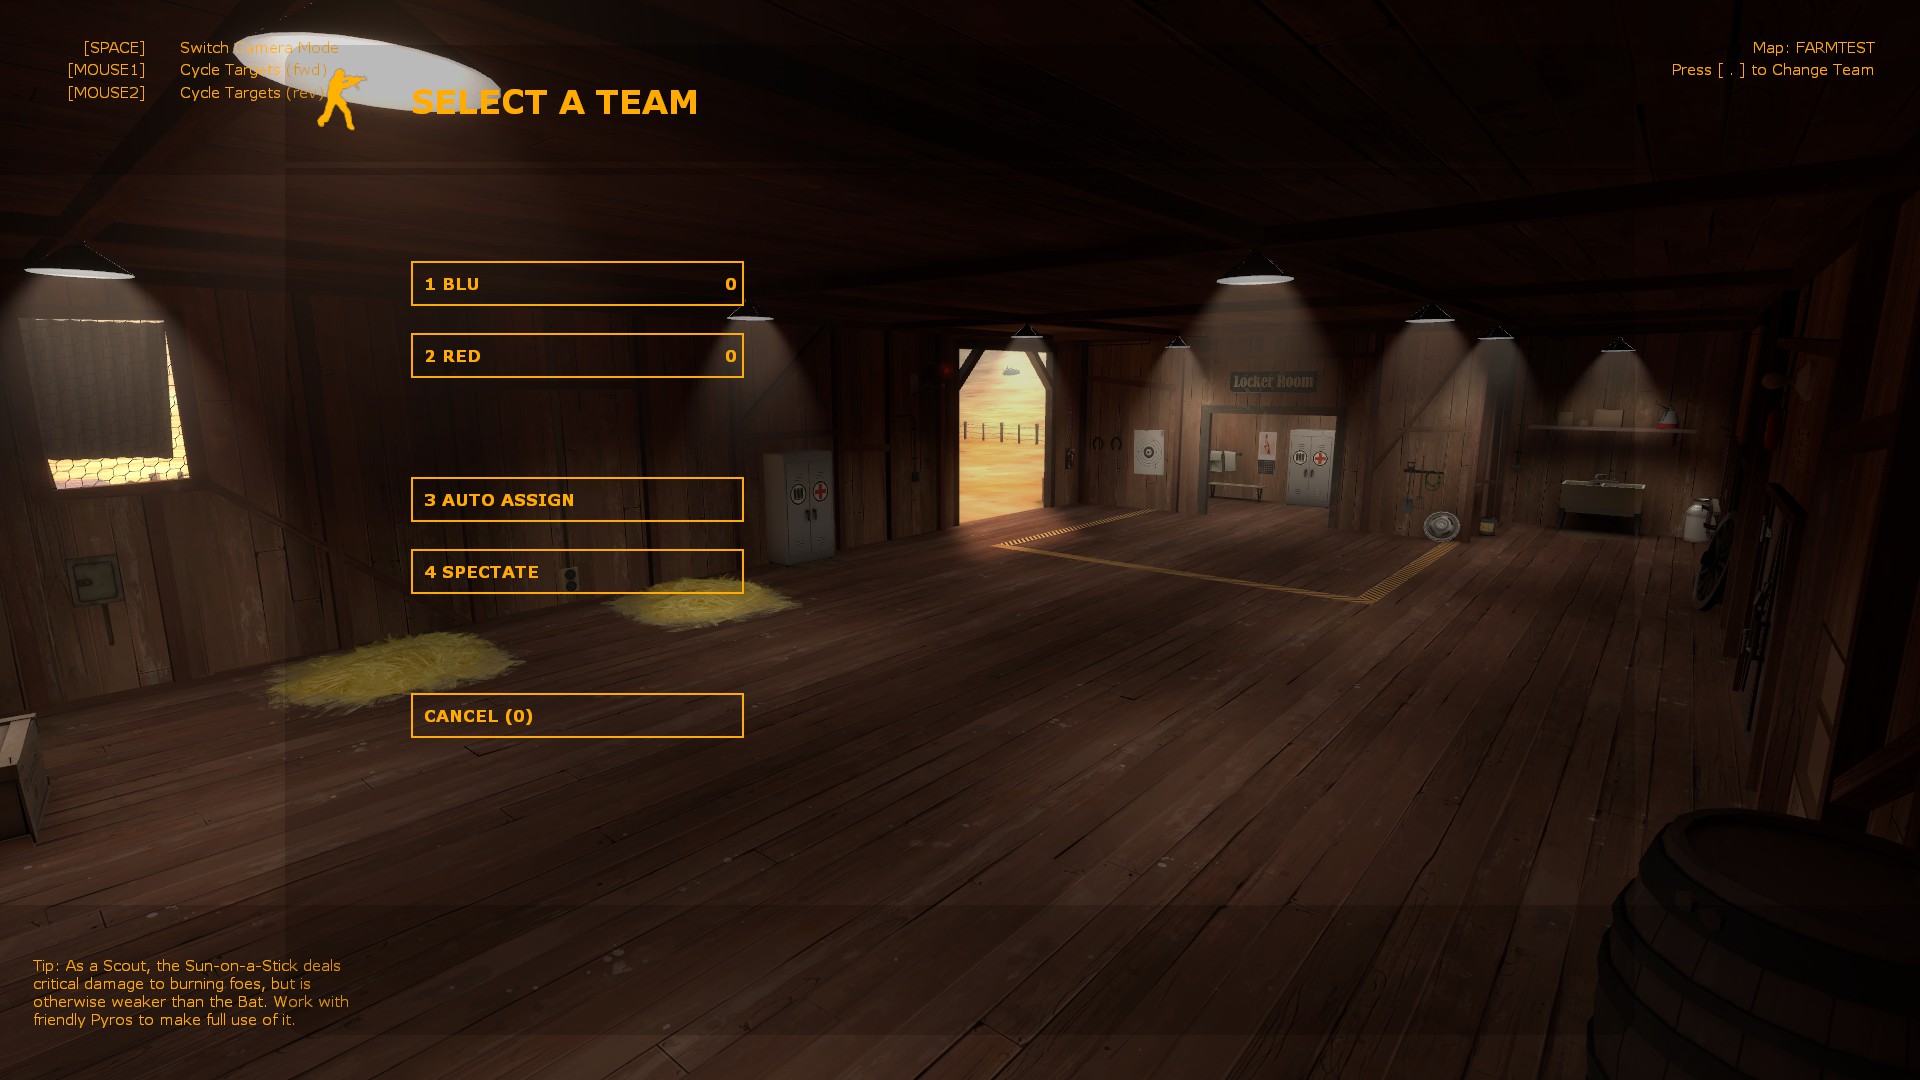 [SPACE] Switch Camera Mode
[MOUSE1] Cycle Targets (fwd)
[MOUSE2] Cycle Targets (rev)
Map: FARMTEST
Press [ . ] to Change Team
SELECT A TEAM
1 BLU 0
2 RED 0
3 AUTO ASSIGN
4 SPECTATE
CANCEL (0)
Locker Room
Tip: As a Scout, the Sun-on-a-Stick deals
critical damage to burning foes, but is
otherwise weaker than the Bat. Work with
friendly Pyros to make full use of it.